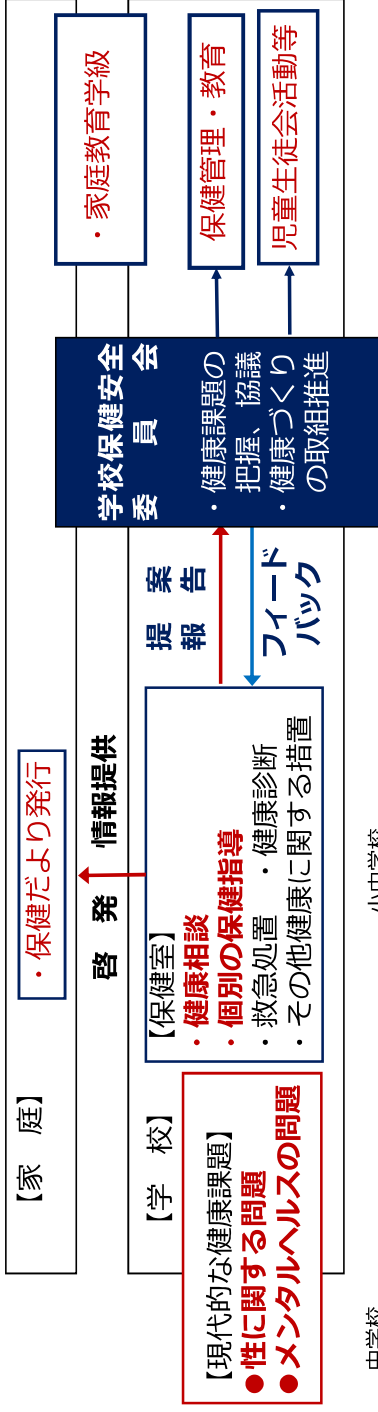 【家　庭】
・保健だより発行
・家庭教育学級
啓　発　情報提供
【学　校】
【現代的な健康課題】
●性に関する問題
●メンタルヘルスの問題
【保健室】
・健康相談
・個別の保健指導
・救急処置　・健康診断
・その他健康に関する措置
提　案
報　告
フィード
バック
学校保健安全
委　員　会
・健康課題の
把握、協議
・健康づくり
の取組推進
保健管理・教育
児童生徒会活動等
中学校
小中学校